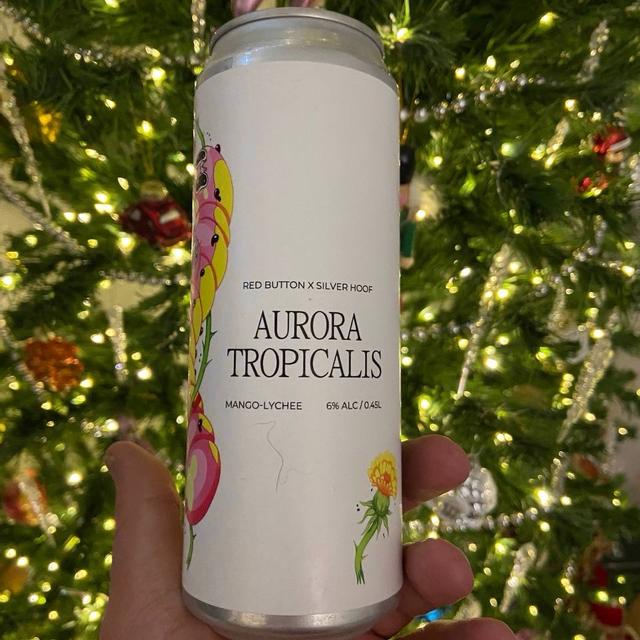 RED BUTTON X SILVER HOOF
AURORA
TROPICALIS
MANGO-LYCHEE 6% ALC / 0.45L